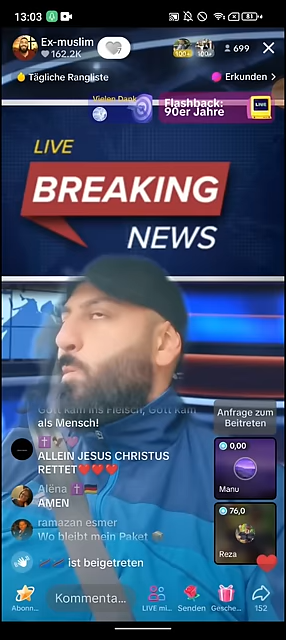 13:03
81
Ex-muslim
162.2K
100+
100+
699
Tägliche Rangliste
Erkunden
Vielen Dank
Flashback:
90er Jahre
LIVE
LIVE
BREAKING
NEWS
Gott kam ins Fleisch, Gott kam
als Mensch!
✝️🕊❤️
ALLEIN JESUS CHRISTUS
RETTET❤️❤️❤️
Alëna ✝️🇩🇪
AMEN
ramazan esmer
Wo bleibt mein Paket 📦
ist beigetreten
Anfrage zum
Beitreten
0,00
Manu
76,0
Reza
Kommenta...
Abonn...
LIVE mi...
Senden
Gesche...
152